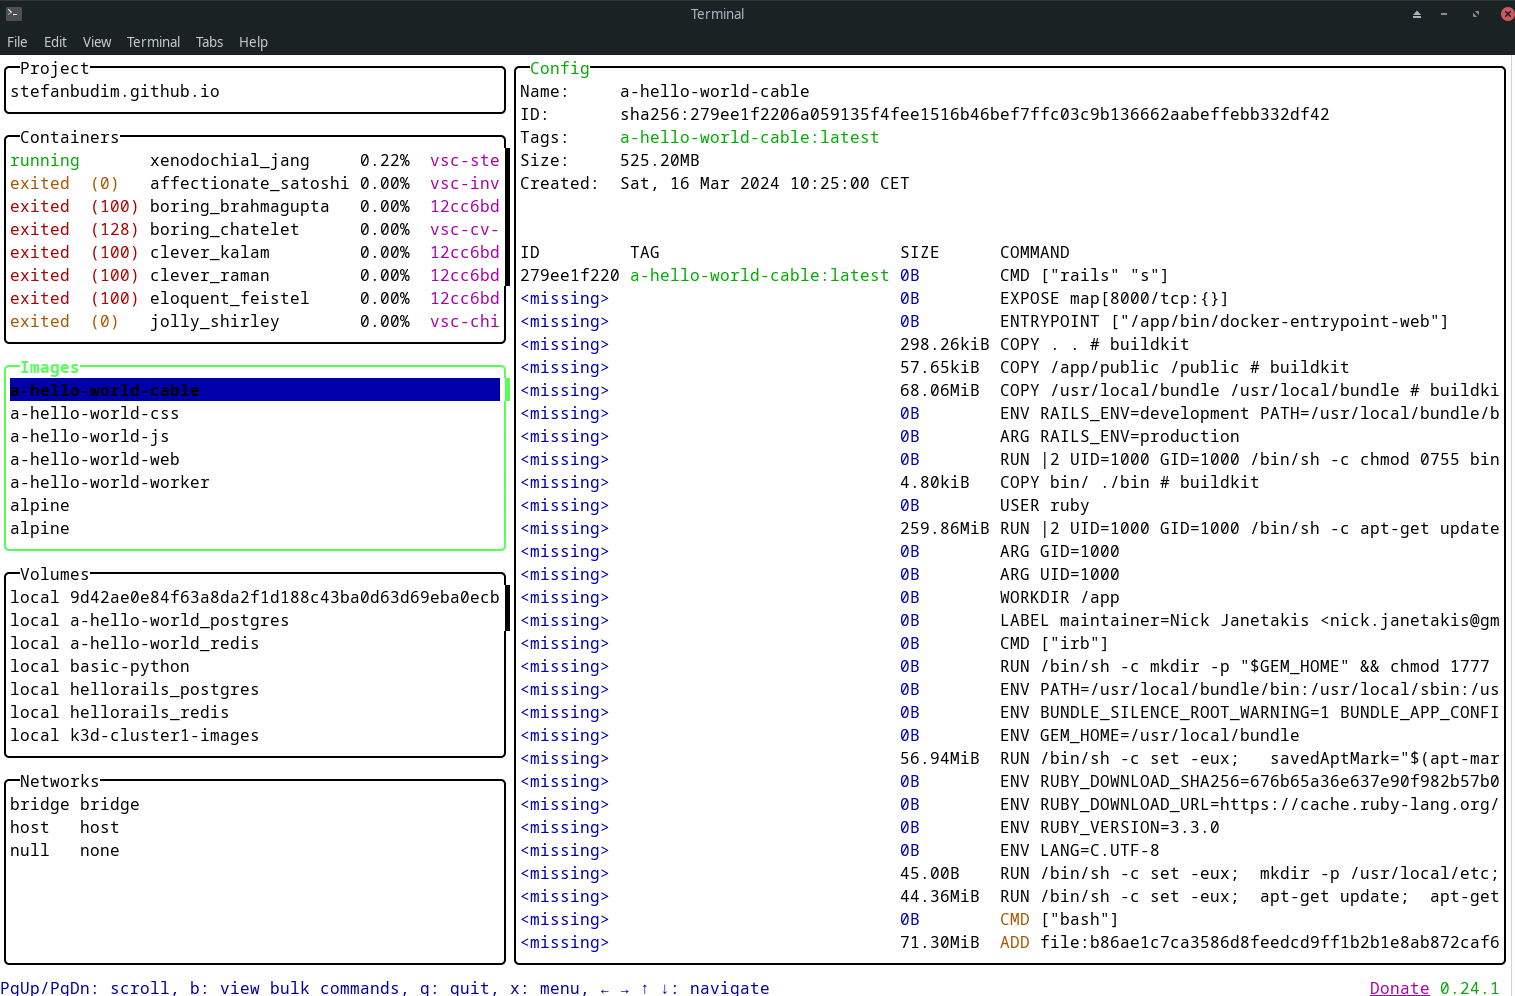 Terminal
File Edit View Terminal Tabs Help
Project
stefanbudim.github.io
Containers
running xenodochial_jang 0.22% vsc-ste
exited (0) affectionate_satoshi 0.00% vsc-inv
exited (100) boring_brahmagupta 0.00% 12cc6bd
exited (128) boring_chatelet 0.00% vsc-cv-
exited (100) clever_kalam 0.00% 12cc6bd
exited (100) clever_raman 0.00% 12cc6bd
exited (100) eloquent_feistel 0.00% 12cc6bd
exited (0) jolly_shirley 0.00% vsc-chi
Images
a-hello-world-cable
a-hello-world-css
a-hello-world-js
a-hello-world-web
a-hello-world-worker
alpine
alpine
Volumes
local 9d42ae0e84f63a8da2f1d188c43ba0d63d69eba0ecb
local a-hello-world_postgres
local a-hello-world_redis
local basic-python
local hellorails_postgres
local hellorails_redis
local k3d-cluster1-images
Networks
bridge bridge
host host
null none
Config
Name: a-hello-world-cable
ID: sha256:279ee1f2206a059135f4fee1516b46bef7ffc03c9b136662aabeffebb332df42
Tags: a-hello-world-cable:latest
Size: 525.20MB
Created: Sat, 16 Mar 2024 10:25:00 CET
ID TAG SIZE COMMAND
279ee1f220 a-hello-world-cable:latest 0B CMD ["rails" "s"]
<missing> 0B EXPOSE map[8000/tcp:{}]
<missing> 0B ENTRYPOINT ["/app/bin/docker-entrypoint-web"]
<missing> 298.26kiB COPY . . # buildkit
<missing> 57.65kiB COPY /app/public /public # buildkit
<missing> 68.06MiB COPY /usr/local/bundle /usr/local/bundle # buildki
<missing> 0B ENV RAILS_ENV=development PATH=/usr/local/bundle/b
<missing> 0B ARG RAILS_ENV=production
<missing> 0B RUN |2 UID=1000 GID=1000 /bin/sh -c chmod 0755 bin
<missing> 4.80kiB COPY bin/ ./bin # buildkit
<missing> 0B USER ruby
<missing> 259.86MiB RUN |2 UID=1000 GID=1000 /bin/sh -c apt-get update
<missing> 0B ARG GID=1000
<missing> 0B ARG UID=1000
<missing> 0B WORKDIR /app
<missing> 0B LABEL maintainer=Nick Janetakis <nick.janetakis@gm
<missing> 0B CMD ["irb"]
<missing> 0B RUN /bin/sh -c mkdir -p "$GEM_HOME" && chmod 1777
<missing> 0B ENV PATH=/usr/local/bundle/bin:/usr/local/sbin:/us
<missing> 0B ENV BUNDLE_SILENCE_ROOT_WARNING=1 BUNDLE_APP_CONFI
<missing> 0B ENV GEM_HOME=/usr/local/bundle
<missing> 56.94MiB RUN /bin/sh -c set -eux; savedAptMark="$(apt-mar
<missing> 0B ENV RUBY_DOWNLOAD_SHA256=676b65a36e637e90f982b57b0
<missing> 0B ENV RUBY_DOWNLOAD_URL=https://cache.ruby-lang.org/
<missing> 0B ENV RUBY_VERSION=3.3.0
<missing> 0B ENV LANG=C.UTF-8
<missing> 45.00B RUN /bin/sh -c set -eux; mkdir -p /usr/local/etc;
<missing> 44.36MiB RUN /bin/sh -c set -eux; apt-get update; apt-get
<missing> 0B CMD ["bash"]
<missing> 71.30MiB ADD file:b86ae1c7ca3586d8feedcd9ff1b2b1e8ab872caf6
PgUp/PgDn: scroll, b: view bulk commands, q: quit, x: menu, ← → ↑ ↓: navigate
Donate 0.24.1